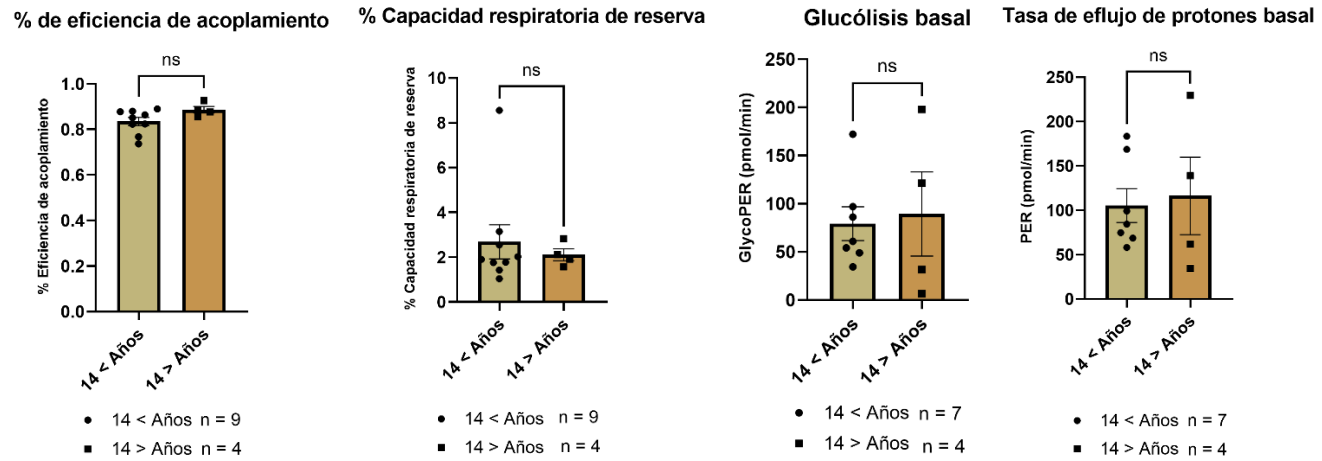 % de eficiencia de acoplamiento
ns
% Eficiencia de acoplamiento
1.0
0.8
0.6
0.4
0.2
0.0
14 < Años
14 > Años
14 < Años n = 9
14 > Años n = 4
% Capacidad respiratoria de reserva
ns
% Capacidad respiratoria de reserva
10
8
6
4
2
0
14 < Años
14 > Años
14 < Años n = 9
14 > Años n = 4
Glucólisis basal
ns
GlycoPER (pmol/min)
250
200
150
100
50
0
14 < Años
14 > Años
14 < Años n = 7
14 > Años n = 4
Tasa de eflujo de protones basal
ns
PER (pmol/min)
250
200
150
100
50
0
14 < Años
14 > Años
14 < Años n = 7
14 > Años n = 4